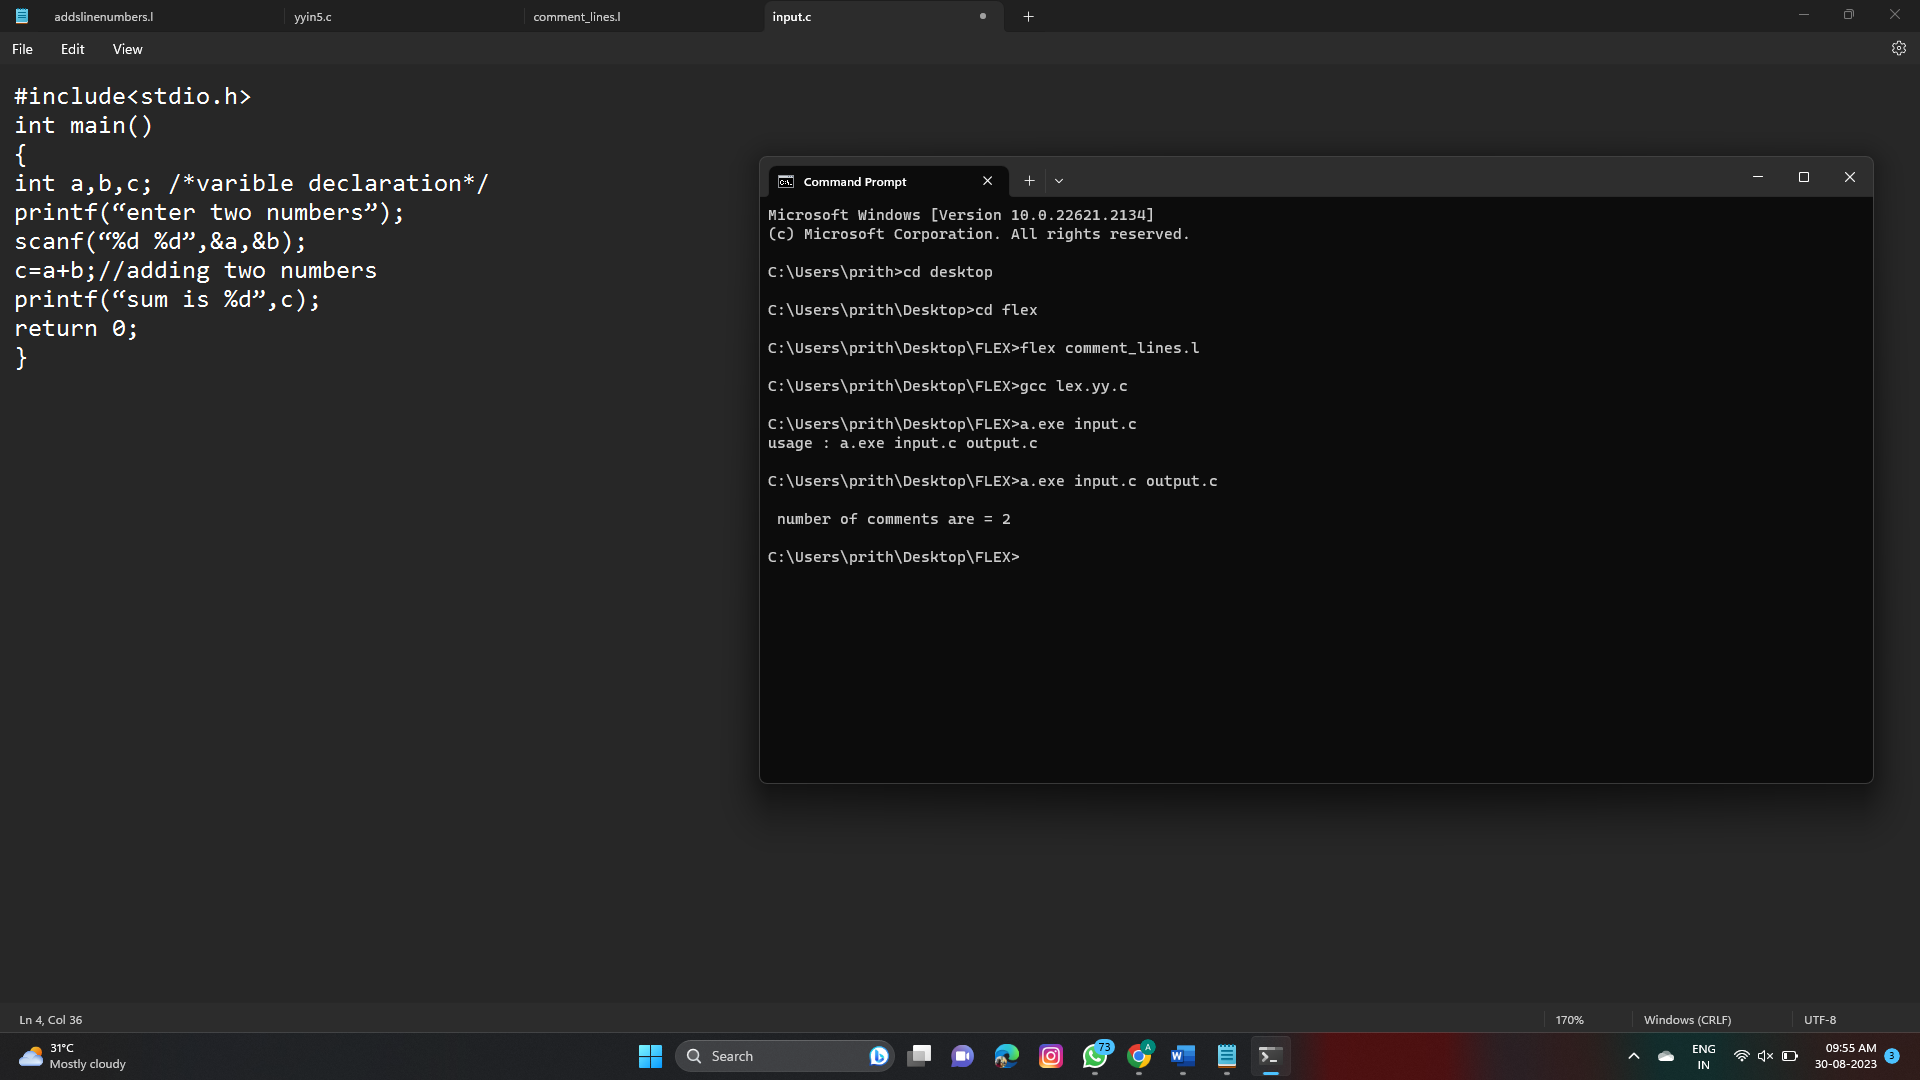 addslinenumbers.l
yyin5.c
comment_lines.l
input.c
File Edit View
#include<stdio.h>
int main()
{
int a,b,c; /*varible declaration*/
printf(“enter two numbers”);
scanf(“%d %d”,&a,&b);
c=a+b;//adding two numbers
printf(“sum is %d”,c);
return 0;
}
Command Prompt
Microsoft Windows [Version 10.0.22621.2134]
(c) Microsoft Corporation. All rights reserved.
C:\Users\prith>cd desktop
C:\Users\prith\Desktop>cd flex
C:\Users\prith\Desktop\FLEX>flex comment_lines.l
C:\Users\prith\Desktop\FLEX>gcc lex.yy.c
C:\Users\prith\Desktop\FLEX>a.exe input.c
usage : a.exe input.c output.c
C:\Users\prith\Desktop\FLEX>a.exe input.c output.c
number of comments are = 2
C:\Users\prith\Desktop\FLEX>
Ln 4, Col 36
170%
Windows (CRLF)
UTF-8
31°C
Mostly cloudy
Search
73
A
ENG
IN
09:55 AM
30-08-2023
3